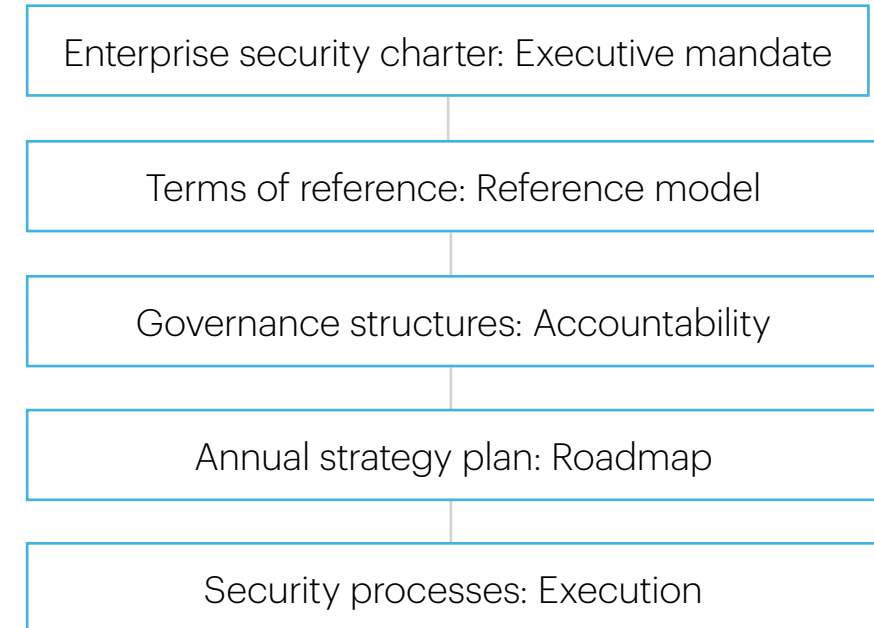 Enterprise security charter: Executive mandate
Terms of reference: Reference model
Governance structures: Accountability
Annual strategy plan: Roadmap
Security processes: Execution